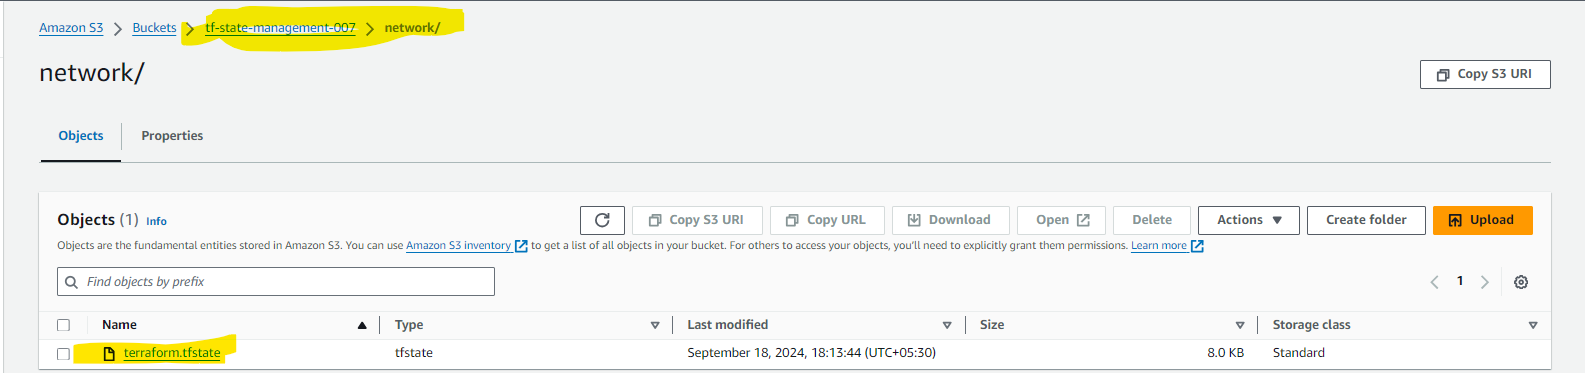 Amazon S3 > Buckets > tf-state-management-007 > network/
network/
Copy S3 URI
Objects Properties
Objects (1) Info
Copy S3 URI Copy URL Download Open Delete Actions Create folder Upload
Objects are the fundamental entities stored in Amazon S3. You can use Amazon S3 inventory to get a list of all objects in your bucket. For others to access your objects, you'll need to explicitly grant them permissions. Learn more
Find objects by prefix
< 1 >
Name Type Last modified Size Storage class
terraform.tfstate tfstate September 18, 2024, 18:13:44 (UTC+05:30) 8.0 KB Standard